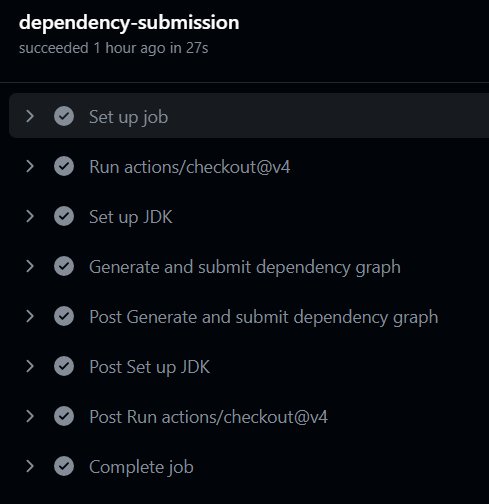 dependency-submission
succeeded 1 hour ago in 27s
Set up job
Run actions/checkout@v4
Set up JDK
Generate and submit dependency graph
Post Generate and submit dependency graph
Post Set up JDK
Post Run actions/checkout@v4
Complete job